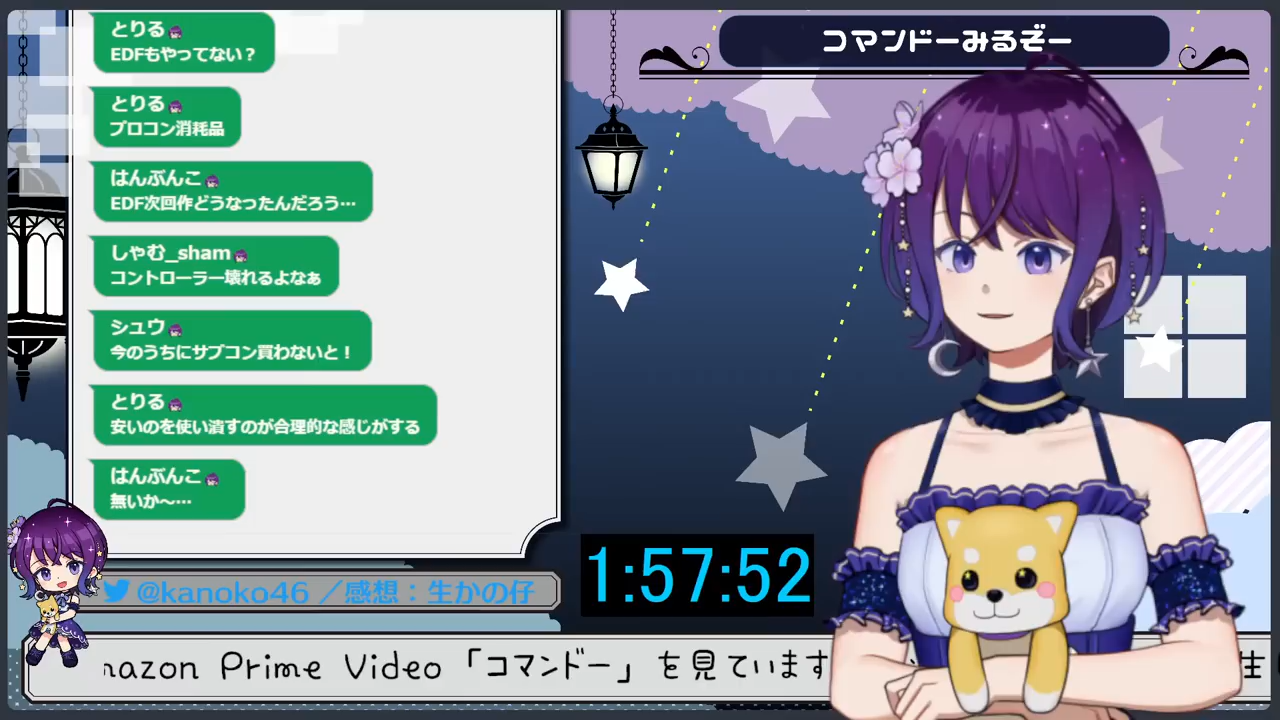 コマンドーみるぞー
とりる
EDFもやってない？
とりる
プロコン消耗品
はんぶんこ
EDF次回作どうなったんだろう…
しゃむ_sham
コントローラー壊れるよなぁ
シュウ
今のうちにサブコン買わないと！
とりる
安いのを使い潰すのが合理的な感じがする
はんぶんこ
無いか～…
1:57:52
@kanoko46 ／感想：生かの仔
mazon Prime Video 「コマンドー」 を見ています 生